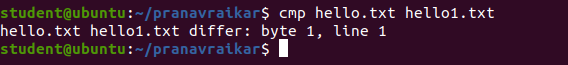 student@ubuntu:~/pranavraikar$ cmp hello.txt hello1.txt
hello.txt hello1.txt differ: byte 1, line 1
student@ubuntu:~/pranavraikar$